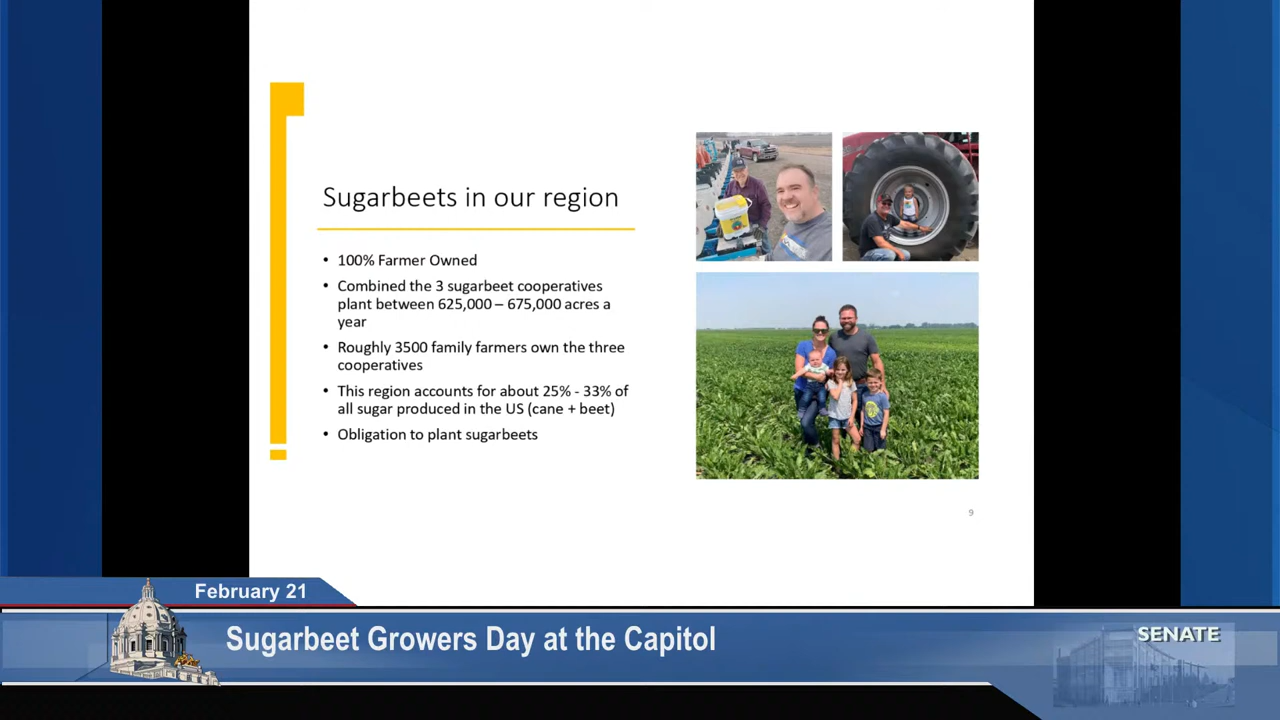 Sugarbeets in our region
• 100% Farmer Owned
• Combined the 3 sugarbeet cooperatives
plant between 625,000 – 675,000 acres a
year
• Roughly 3500 family farmers own the three
cooperatives
• This region accounts for about 25% - 33% of
all sugar produced in the US (cane + beet)
• Obligation to plant sugarbeets
9
February 21
Sugarbeet Growers Day at the Capitol
SENATE